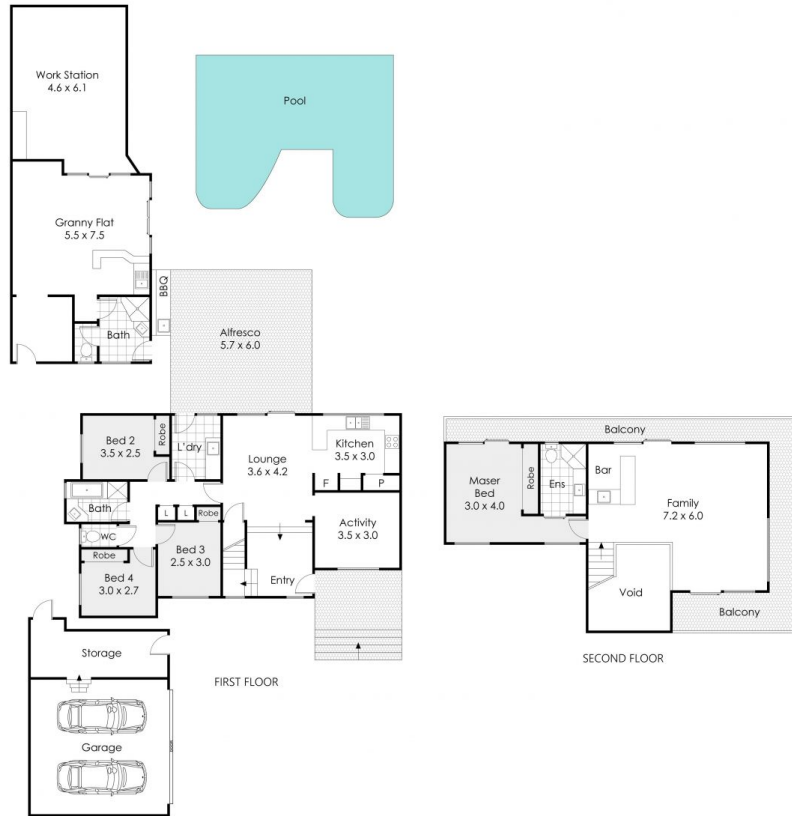 Work Station
4.6 x 6.1
Pool
Granny Flat
5.5 x 7.5
BBQ
Bath
Alfresco
5.7 x 6.0
Bed 2
3.5 x 2.5
Robe
L'dry
Lounge
3.6 x 4.2
Kitchen
3.5 x 3.0
F
P
Bath
L
L
Robe
WC
Activity
3.5 x 3.0
Robe
Bed 3
2.5 x 3.0
Bed 4
3.0 x 2.7
Entry
Storage
Garage
FIRST FLOOR
Balcony
Maser
Bed
3.0 x 4.0
Robe
Ens
Bar
Family
7.2 x 6.0
Void
Balcony
SECOND FLOOR